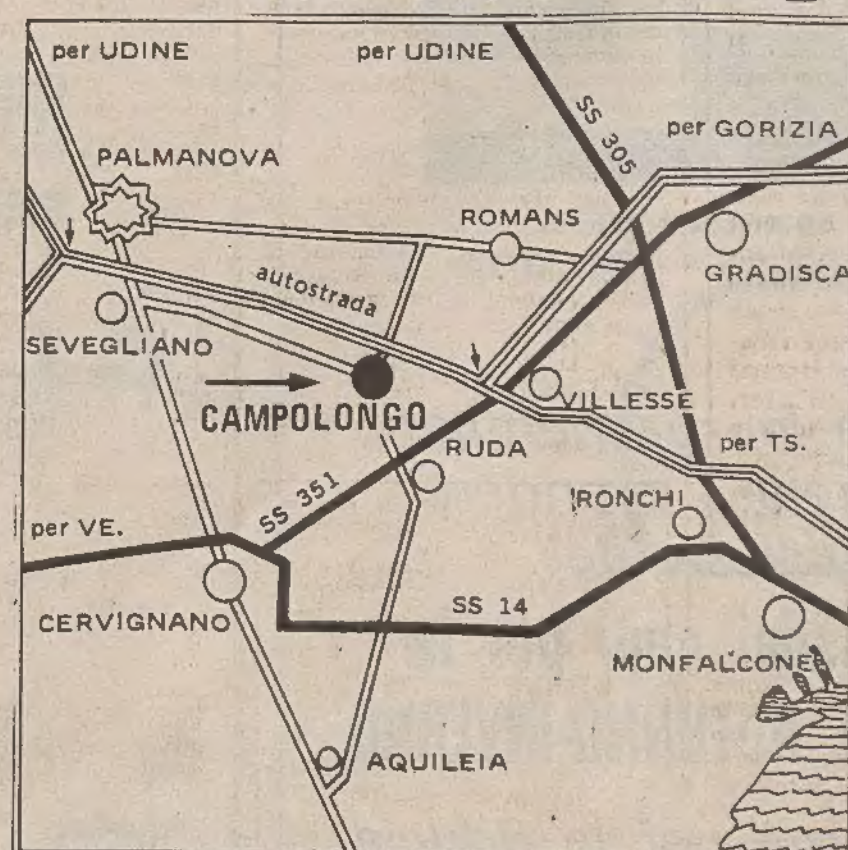 per UDINE
per UDINE
SS 305
per GORIZIA
PALMANOVA
ROMANS
GRADISCA
autostrada
SEVEGLIANO
CAMPOLONGO
VILLESSE
RUDA
per TS.
SS 351
RONCHI
per VE.
SS 14
CERVIGNANO
MONFALCONE
AQUILEIA